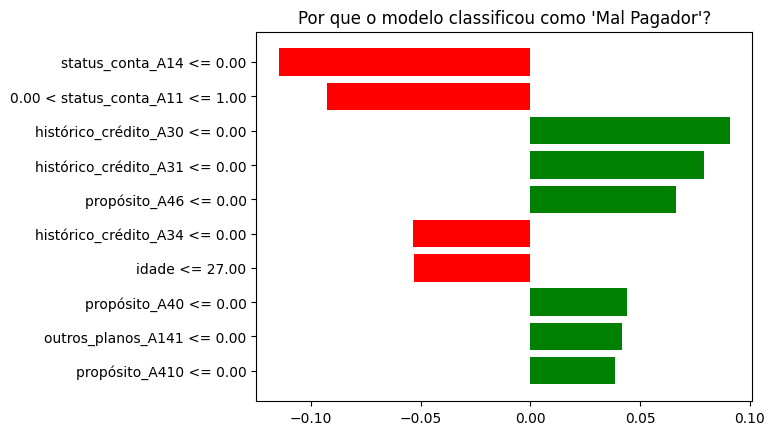 Por que o modelo classificou como 'Mal Pagador'?
status_conta_A14 <= 0.00
0.00 < status_conta_A11 <= 1.00
histórico_crédito_A30 <= 0.00
histórico_crédito_A31 <= 0.00
propósito_A46 <= 0.00
histórico_crédito_A34 <= 0.00
idade <= 27.00
propósito_A40 <= 0.00
outros_planos_A141 <= 0.00
propósito_A410 <= 0.00
−0.10 −0.05 0.00 0.05 0.10